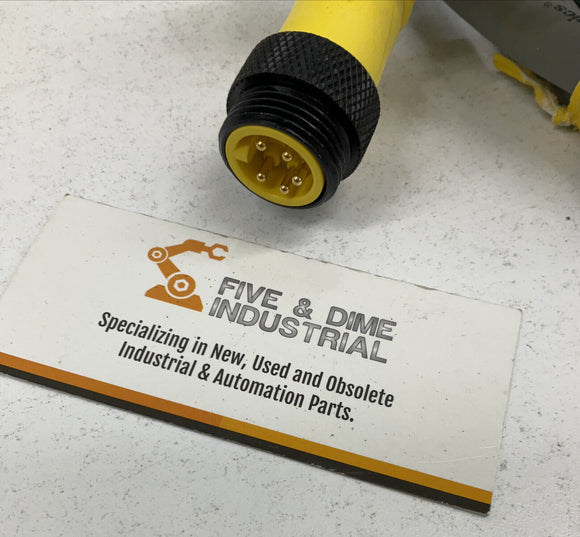 FIVE & DIME
INDUSTRIAL
Specializing in New, Used and Obsolete
Industrial & Automation Parts.